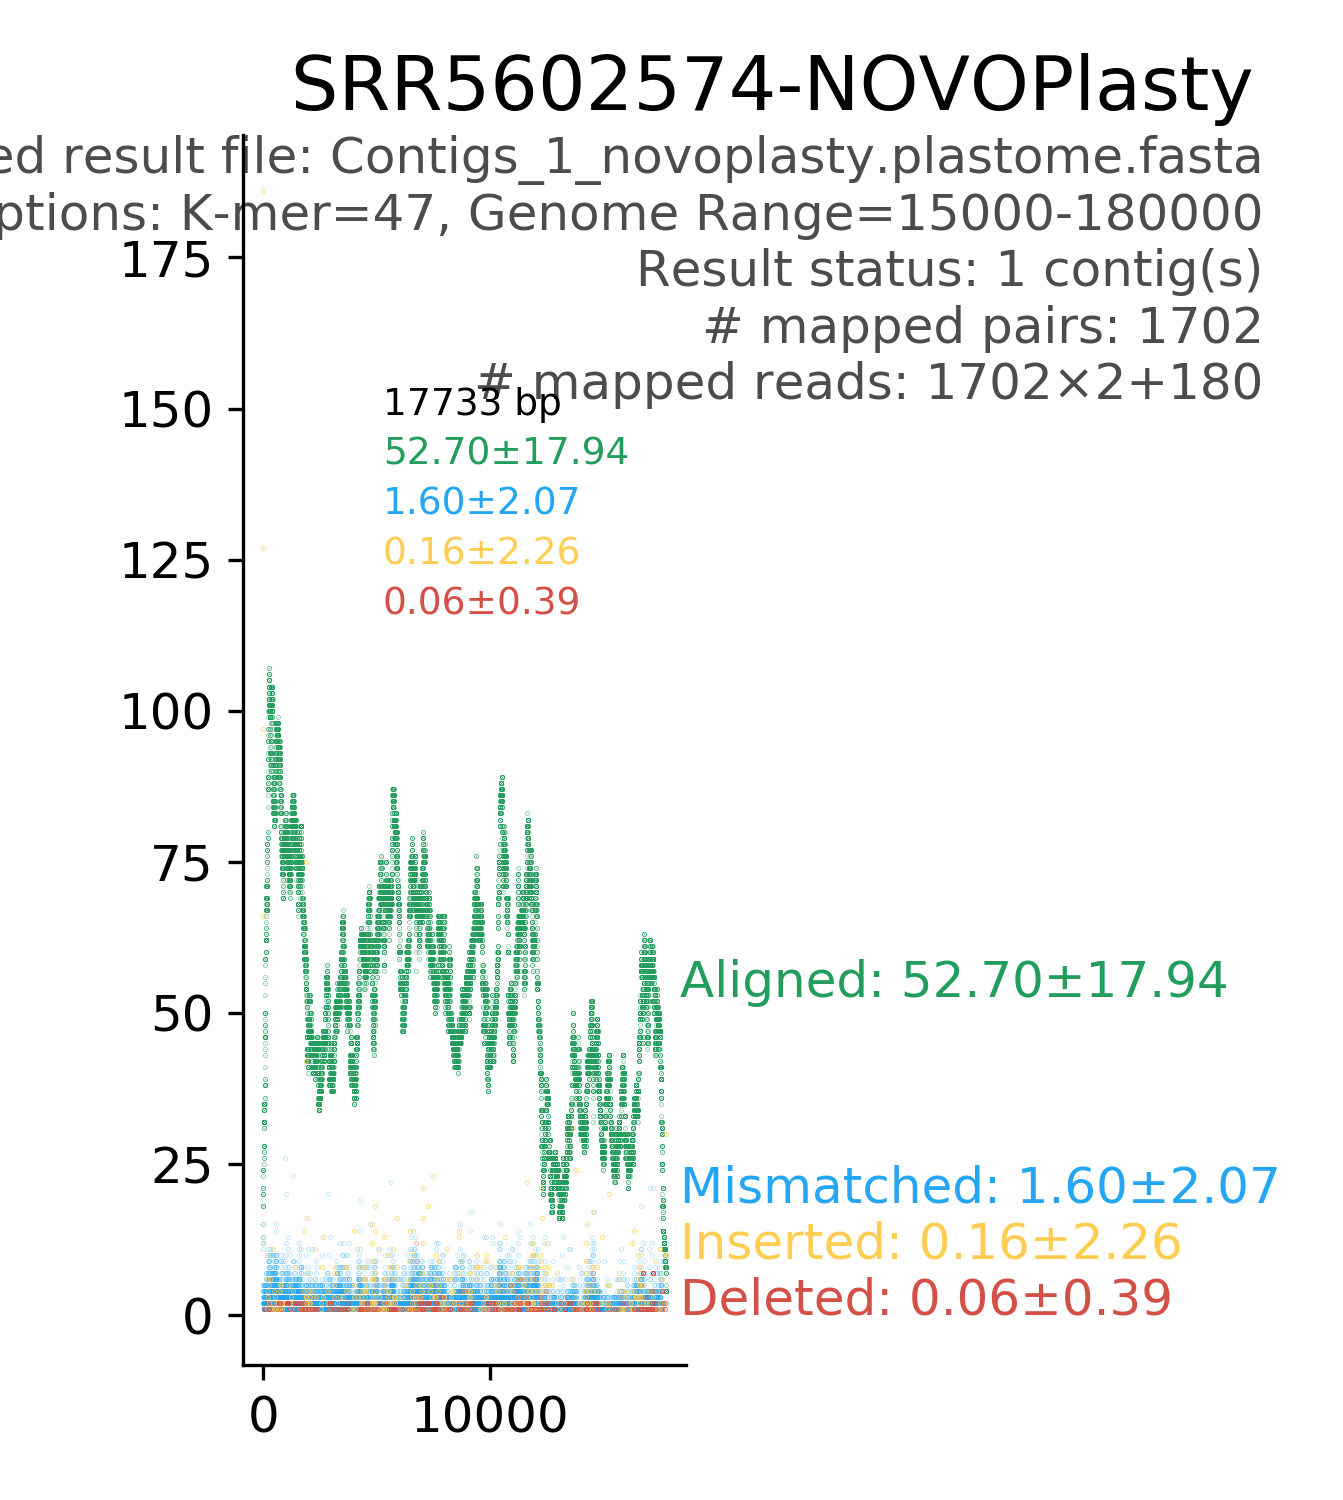 SRR5602574-NOVOPlasty
result file: Contigs_1_novoplasty.plastome.fasta
K-mer=47, Genome Range=15000-180000
Result status: 1 contig(s)
# mapped pairs: 1702
# mapped reads: 1702×2+180
17733 bp
52.70±17.94
1.60±2.07
0.16±2.26
0.06±0.39
175
150
125
100
75
50
25
0
Aligned: 52.70±17.94
Mismatched: 1.60±2.07
Inserted: 0.16±2.26
Deleted: 0.06±0.39
0 10000